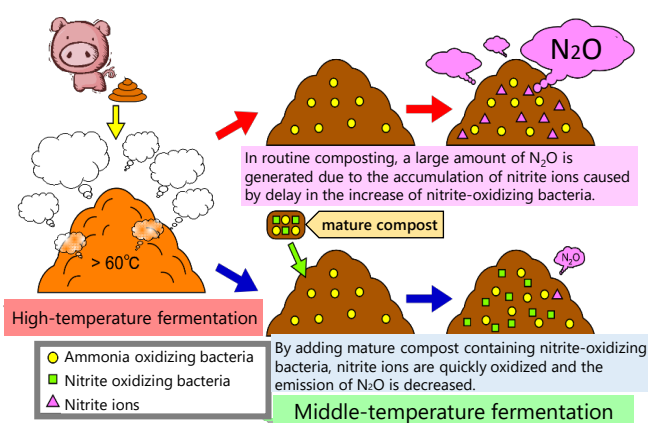 N₂O
In routine composting, a large amount of N₂O is
generated due to the accumulation of nitrite ions caused
by delay in the increase of nitrite-oxidizing bacteria.
mature compost
> 60℃
N₂O
High-temperature fermentation
By adding mature compost containing nitrite-oxidizing
bacteria, nitrite ions are quickly oxidized and the
emission of N₂O is decreased.
Ammonia oxidizing bacteria
Nitrite oxidizing bacteria
Nitrite ions
Middle-temperature fermentation